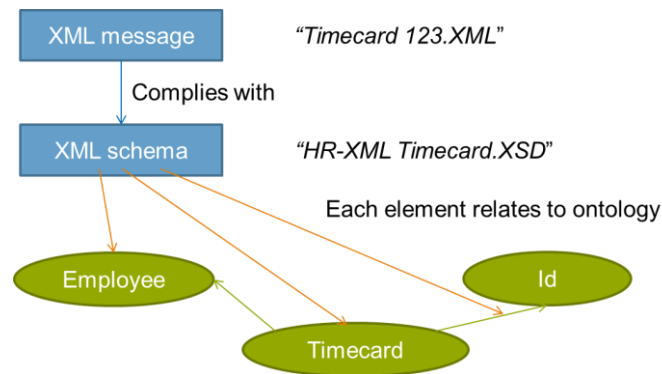 XML message
“Timecard 123.XML”
Complies with
XML schema
“HR-XML Timecard.XSD”
Each element relates to ontology
Employee
Id
Timecard